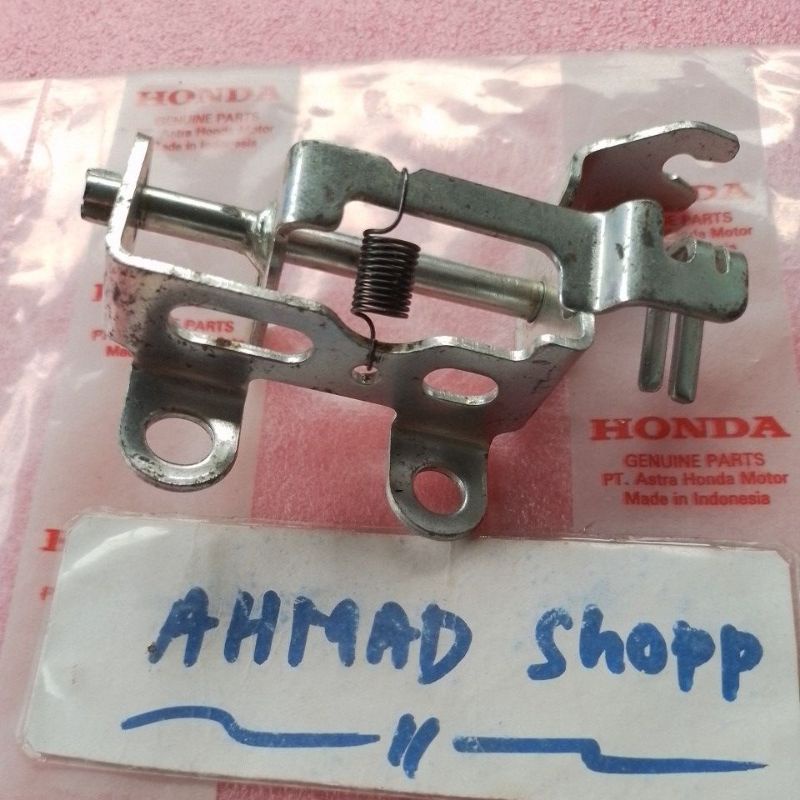 HONDA
GENUINE PARTS
Astra Honda Motor
Made in Indonesia
HONDA
GENUINE PARTS
PT. Astra Honda Motor
Made in Indonesia
AHMAD Shopp